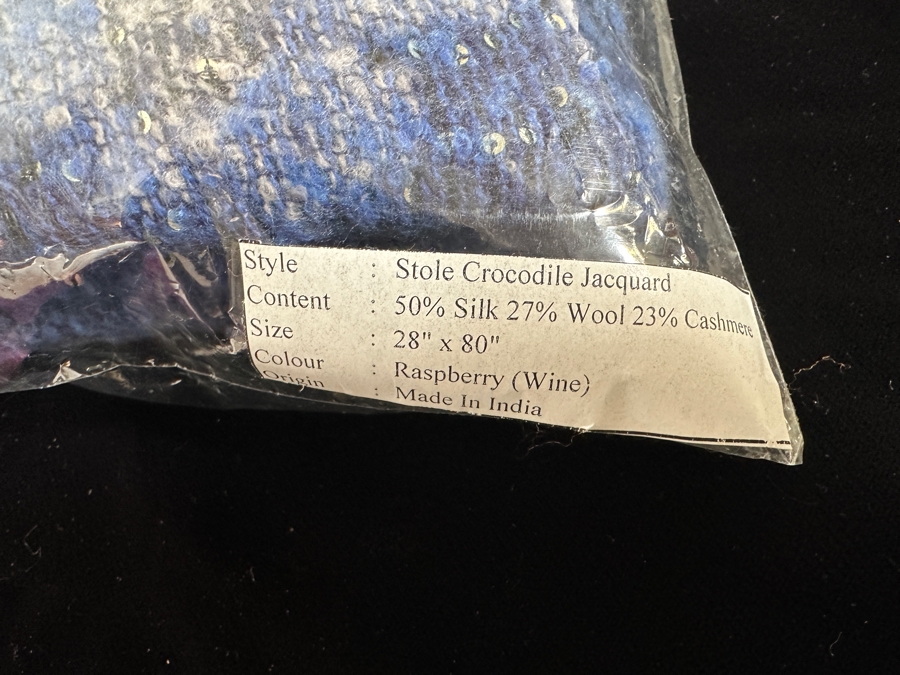 Style : Stole Crocodile Jacquard
Content : 50% Silk 27% Wool 23% Cashmere
Size : 28" x 80"
Colour : Raspberry (Wine)
Origin : Made In India